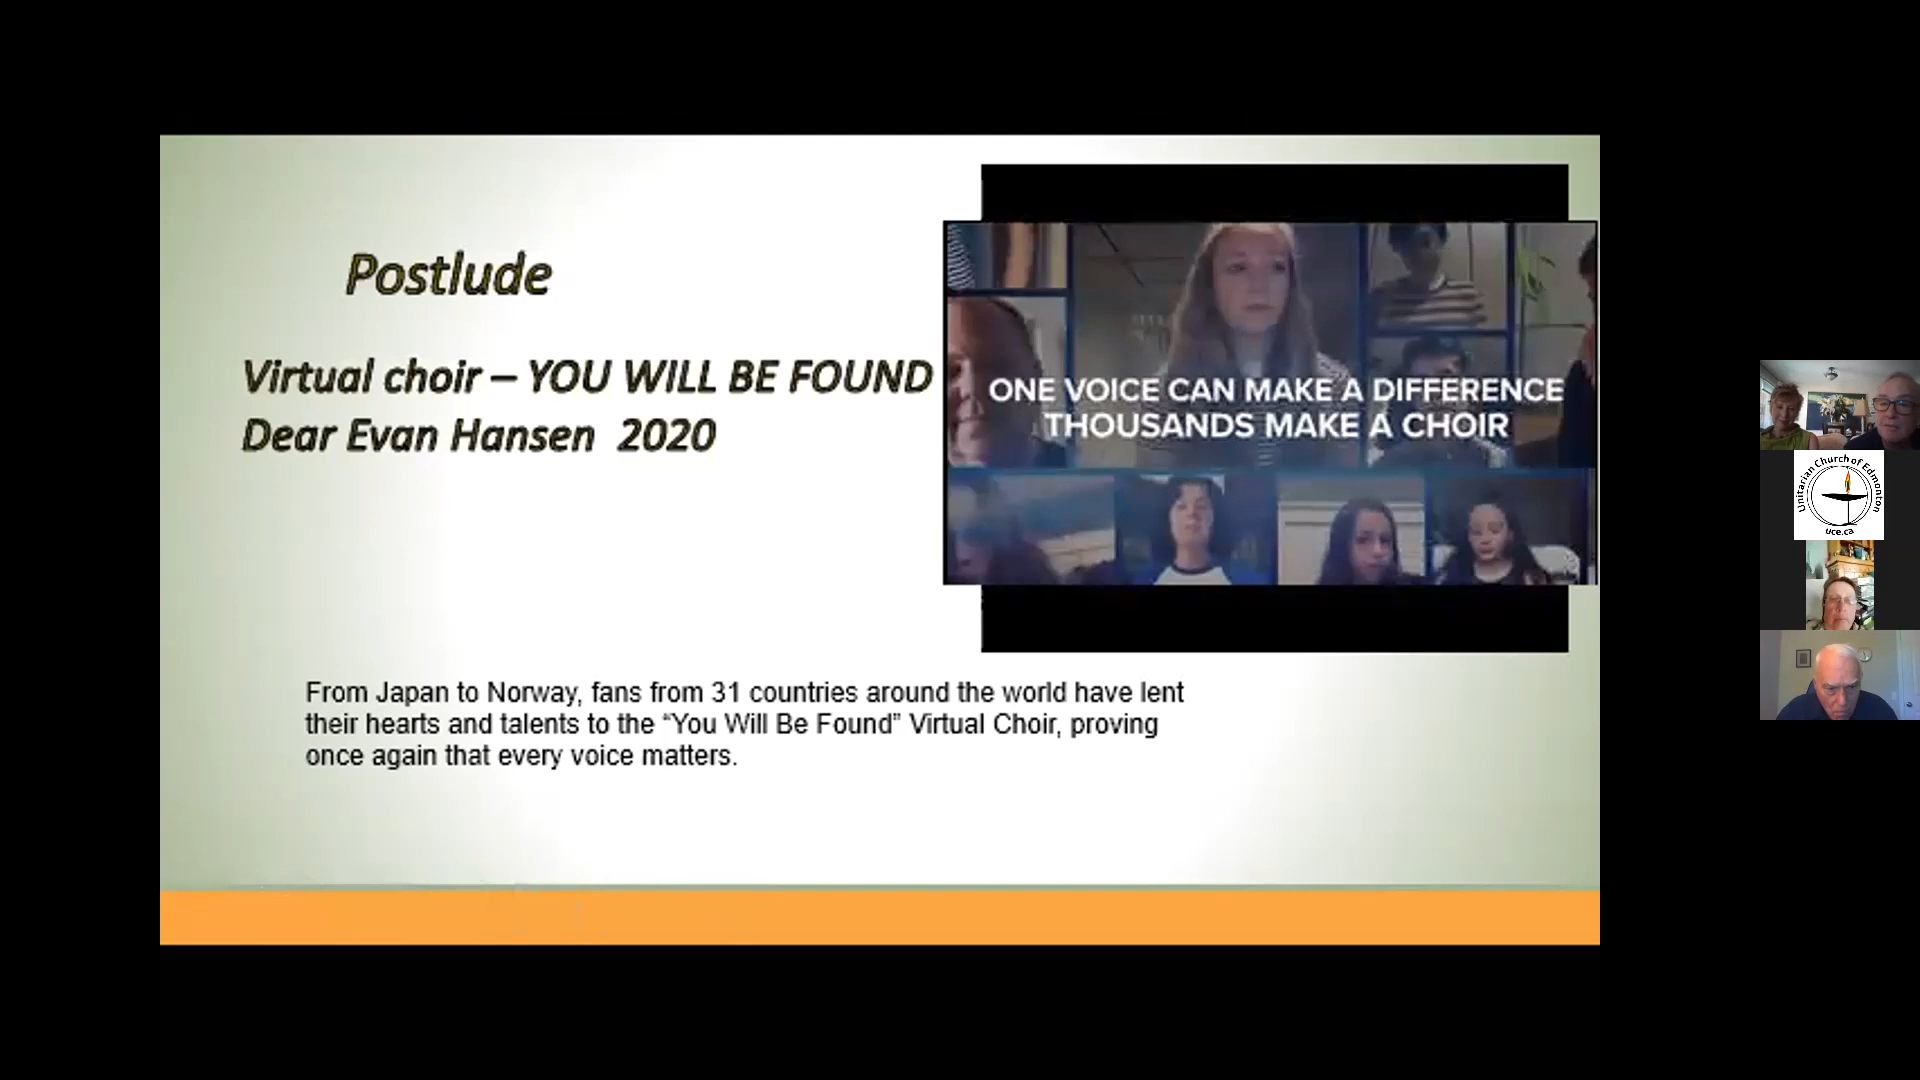 Postlude
Virtual choir – YOU WILL BE FOUND
Dear Evan Hansen 2020
ONE VOICE CAN MAKE A DIFFERENCE
THOUSANDS MAKE A CHOIR
From Japan to Norway, fans from 31 countries around the world have lent
their hearts and talents to the “You Will Be Found” Virtual Choir, proving
once again that every voice matters.
Unitarian Church of Edmonton
uce.ca